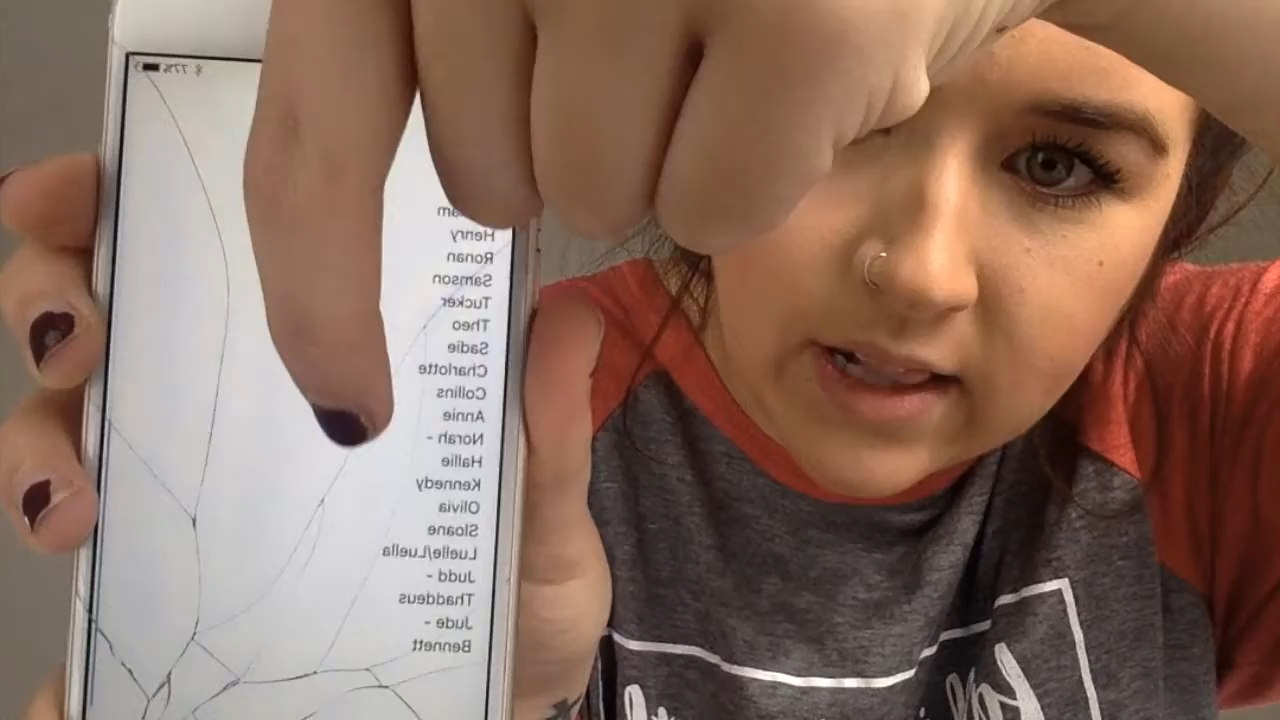 77%
Henry
Ronan
Samson
Tucker
Theo
Sadie
Charlotte
Collins
Annie
Norah -
Hallie
Kennedy
Olivia
Sloane
Luelle/Luella
Judd -
Thaddeus
Jude -
Bennett